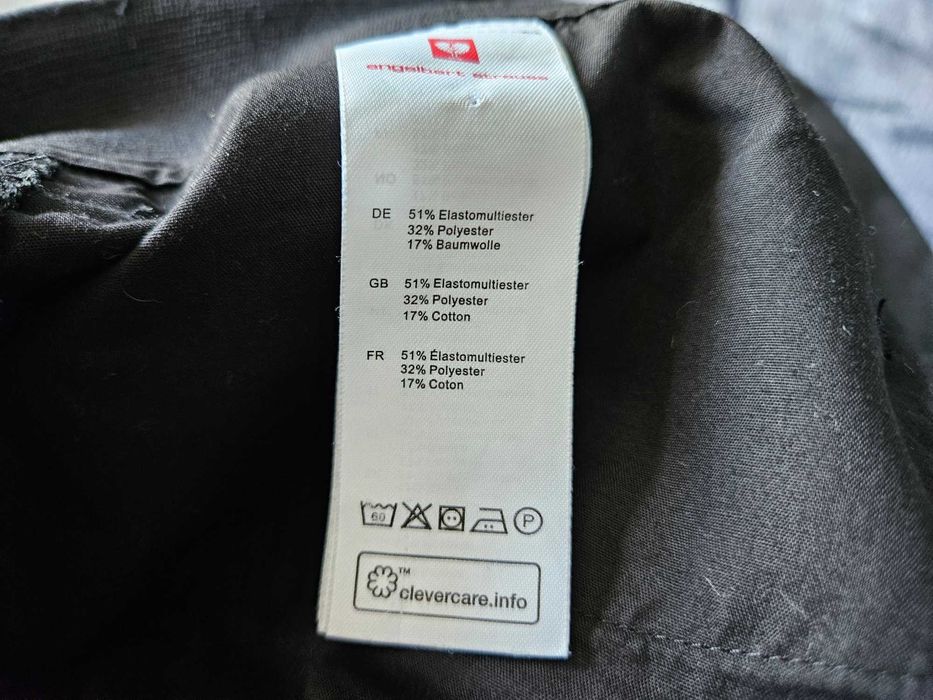 engelbert strauss
DE 51% Elastomultiester
32% Polyester
17% Baumwolle
GB 51% Elastomultiester
32% Polyester
17% Cotton
FR 51% Élastomultiester
32% Polyester
17% Coton
60 P
™
clevercare.info